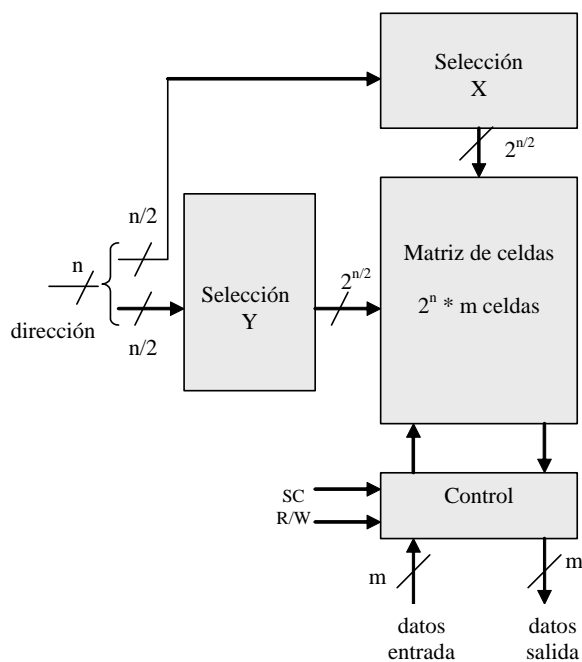 Selección
X
2^{n/2}
n/2
n
dirección
n/2
Selección
Y
2^{n/2}
Matriz de celdas
2^n * m celdas
SC
R/W
Control
m
m
datos
entrada
datos
salida